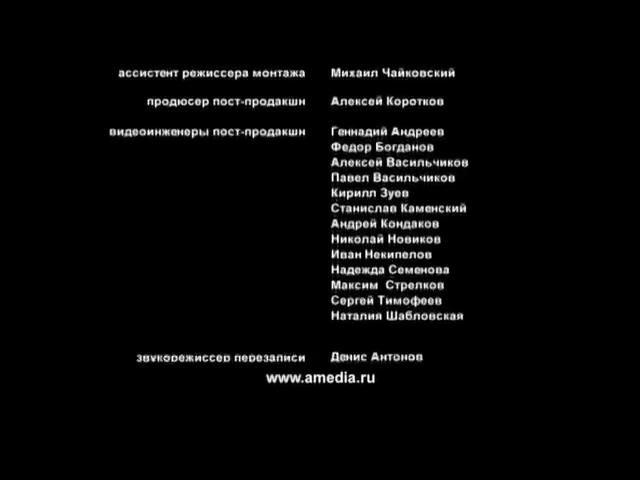 ассистент режиссера монтажа Михаил Чайковский
продюсер пост-продакшн Алексей Коротков
видеоинженеры пост-продакшн Геннадий Андреев
Федор Богданов
Алексей Васильчиков
Павел Васильчиков
Кирилл Зуев
Станислав Каменский
Андрей Кондаков
Николай Новиков
Иван Некипелов
Надежда Семенова
Максим Стрелков
Сергей Тимофеев
Наталия Шабловская
звукорежиссер перезаписи Денис Антонов
www.amedia.ru